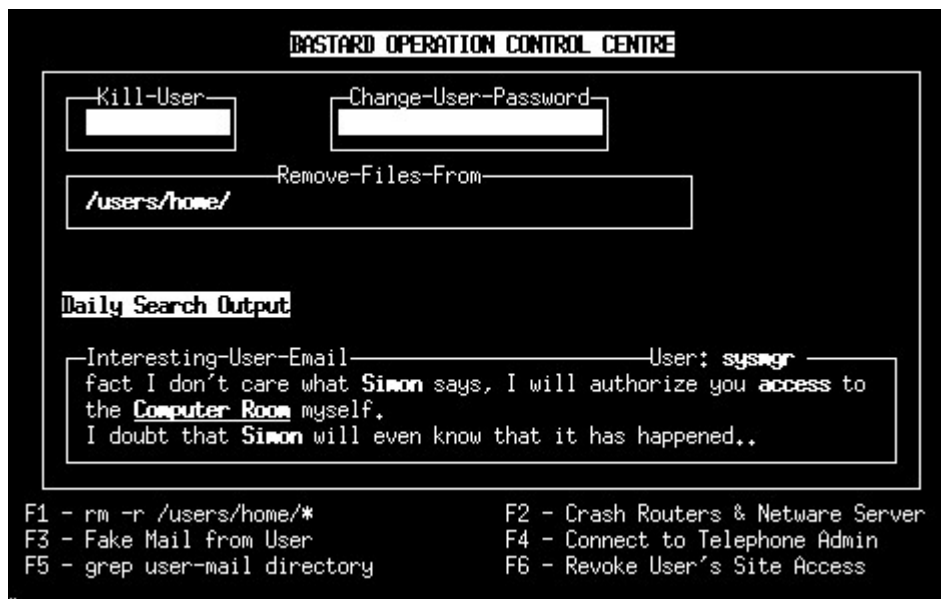 BASTARD OPERATION CONTROL CENTRE
Kill-User Change-User-Password
Remove-Files-From
/users/home/
Daily Search Output
Interesting-User-Email User: sysmgr
fact I don't care what Simon says, I will authorize you access to
the Computer Room myself.
I doubt that Simon will even know that it has happened..
F1 - rm -r /users/home/* F2 - Crash Routers & Netware Server
F3 - Fake Mail from User F4 - Connect to Telephone Admin
F5 - grep user-mail directory F6 - Revoke User's Site Access